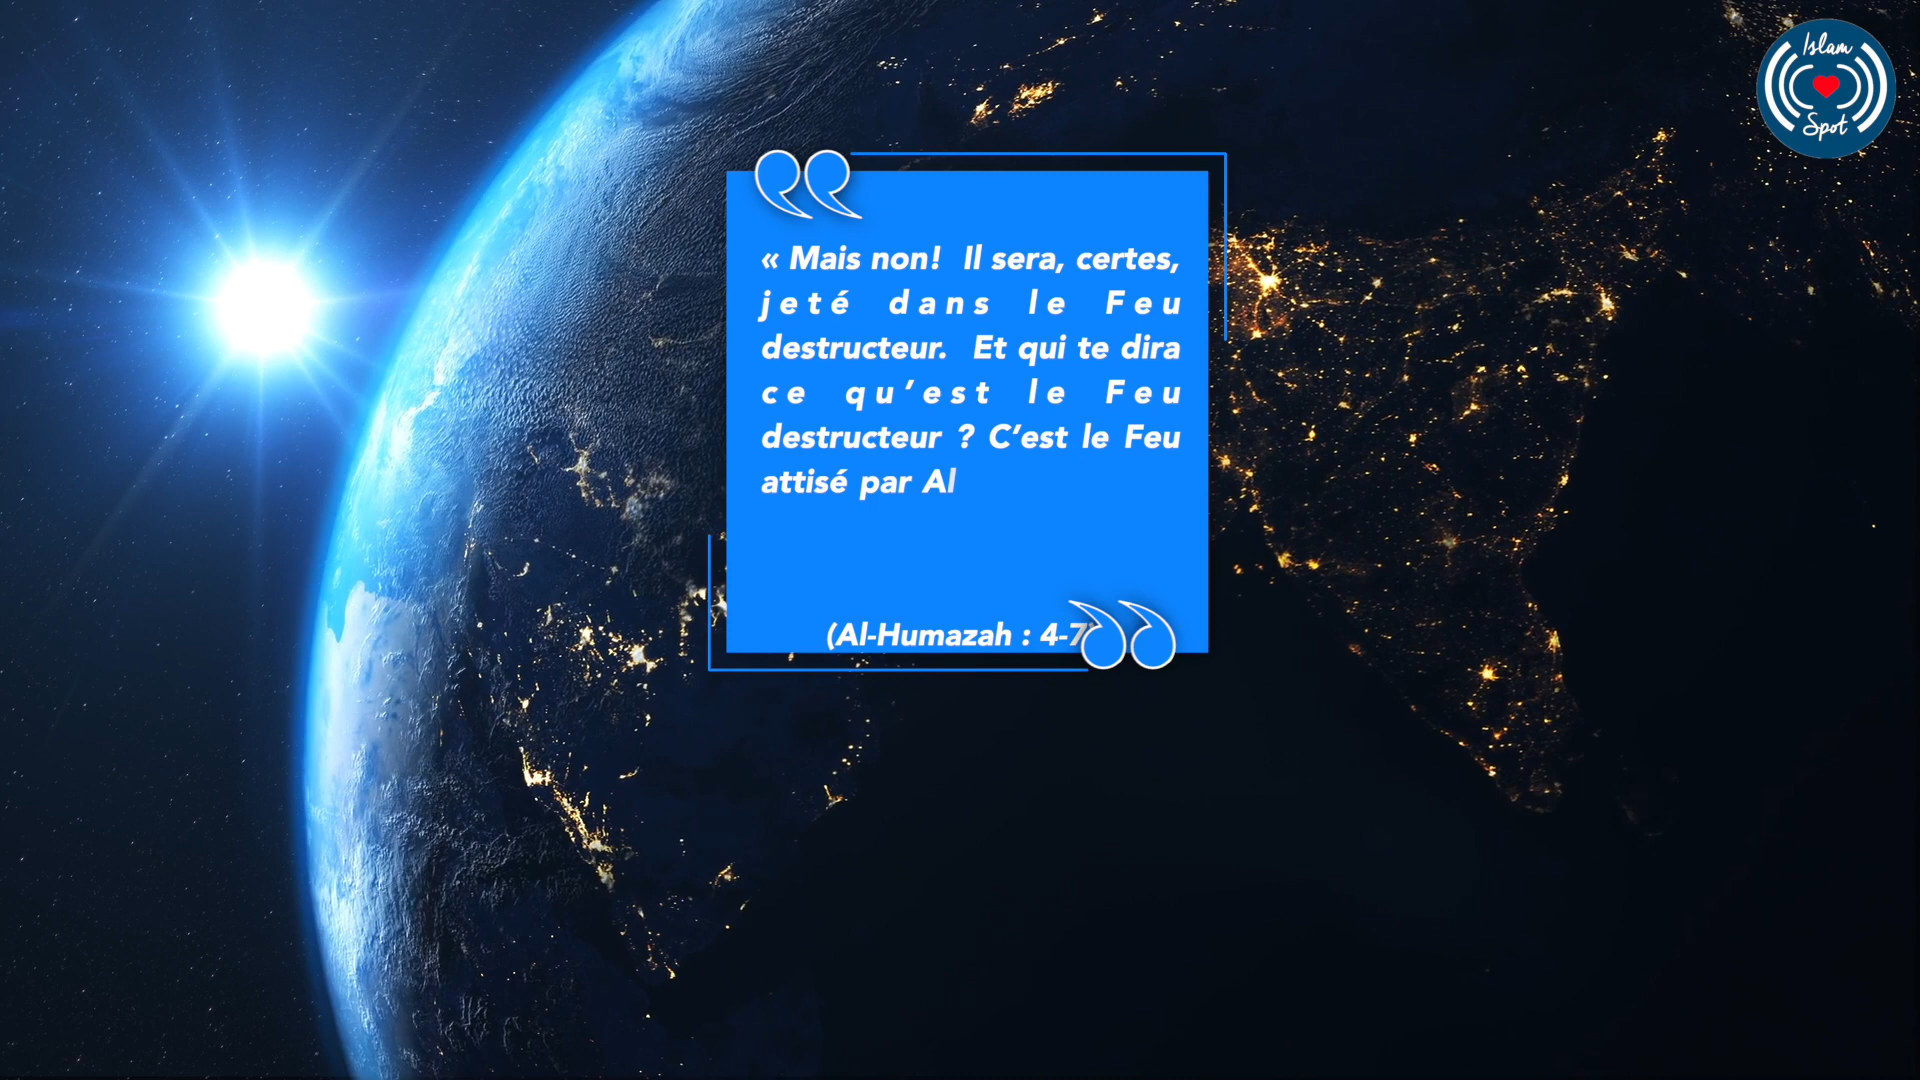 Islam
Spot
« Mais non!  Il sera, certes,
jeté dans le Feu
destructeur.  Et qui te dira
ce qu’est le Feu
destructeur ? C’est le Feu
attisé par Al
(Al-Humazah : 4-7)